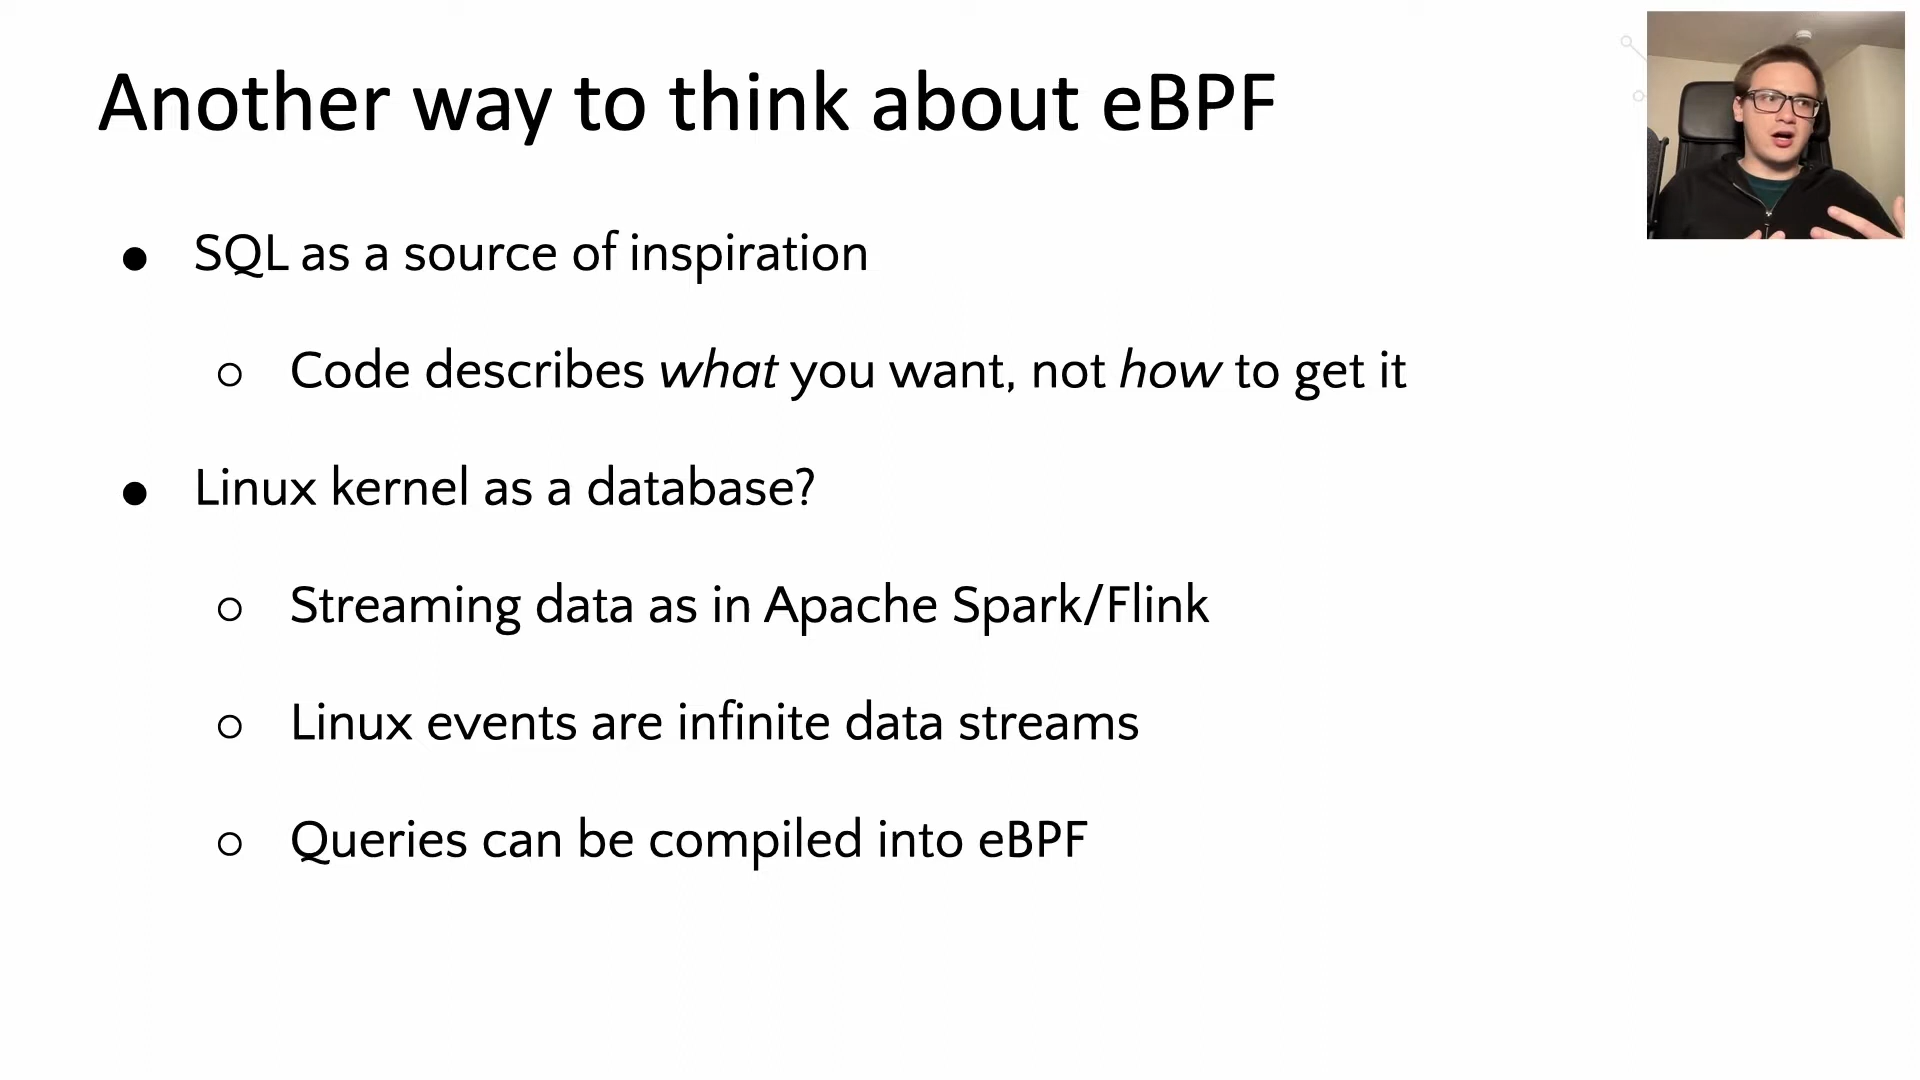 Another way to think about eBPF
● SQL as a source of inspiration
○ Code describes what you want, not how to get it
● Linux kernel as a database?
○ Streaming data as in Apache Spark/Flink
○ Linux events are infinite data streams
○ Queries can be compiled into eBPF